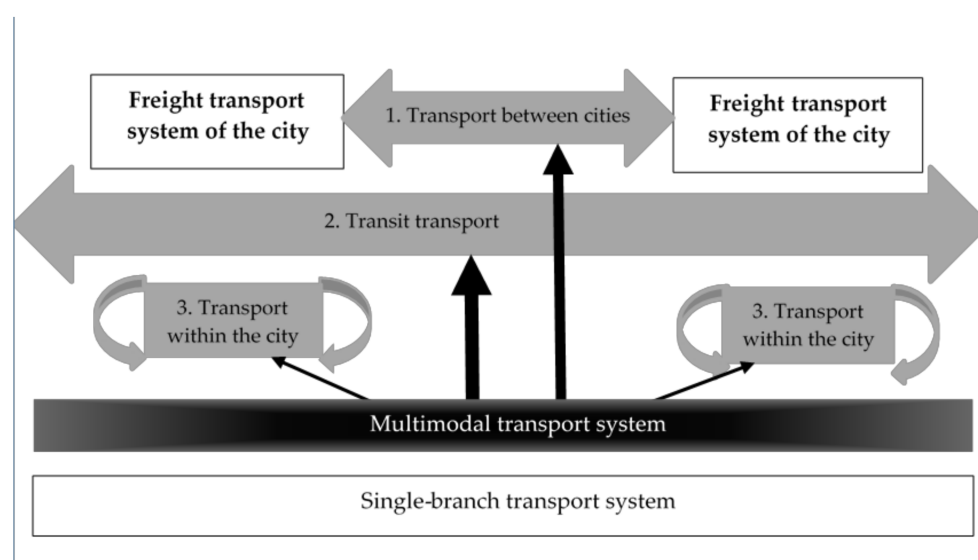 Freight transport
system of the city
1. Transport between cities
Freight transport
system of the city
2. Transit transport
3. Transport
within the city
3. Transport
within the city
Multimodal transport system
Single-branch transport system